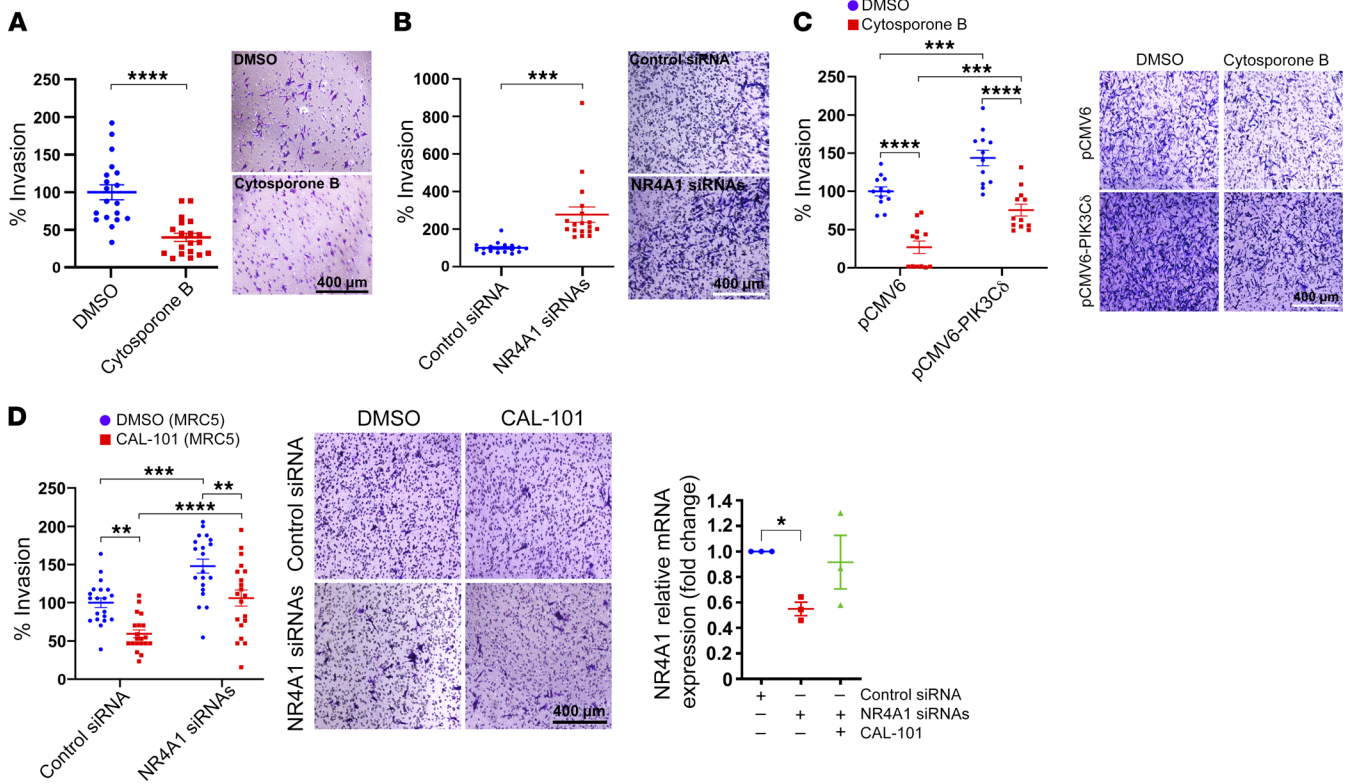 A
250
200
150
100
50
0
% Invasion
****
DMSO
Cytosporone B
DMSO
Cytosporone B
400 µm
B
1000
800
600
400
200
0
% Invasion
***
Control siRNA
NR4A1 siRNAs
Control siRNA
NR4A1 siRNAs
400 µm
C
DMSO
Cytosporone B
250
200
150
100
50
0
% Invasion
***
***
****
****
pCMV6
pCMV6-PIK3Cδ
DMSO
Cytosporone B
pCMV6
pCMV6-PIK3Cδ
400 µm
D
DMSO (MRC5)
CAL-101 (MRC5)
250
200
150
100
50
0
% Invasion
***
**
****
**
Control siRNA
NR4A1 siRNAs
DMSO
CAL-101
Control siRNA
NR4A1 siRNAs
400 µm
NR4A1 relative mRNA
expression (fold change)
1.4
1.2
1.0
0.8
0.6
0.4
0.2
0
*
+ – – Control siRNA
– + + NR4A1 siRNAs
– – + CAL-101